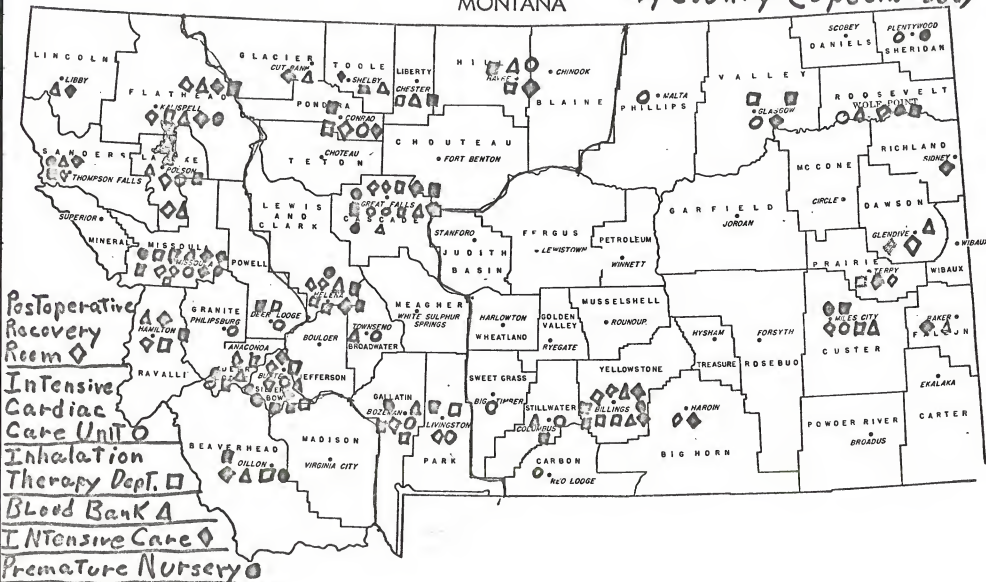 MONTANA
by County
LINCOLN
LIBBY
FLATHEAD
KALISPELL
GLACIER
CUT BANK
TOOLE
SHELBY
LIBERTY
CHESTER
HILL
HAVRE
BLAINE
CHINOOK
PHILLIPS
MALTA
VALLEY
GLASGOW
DANIELS
SCOBEY
SHERIDAN
PLENTYWOOD
ROOSEVELT
WOLF POINT
SANDERS
THOMPSON FALLS
LAKE
POLSON
PONDERA
CONRAD
TETON
CHOTEAU
CHOUTEAU
FORT BENTON
RICHLAND
SIDNEY
MCCONE
CIRCLE
DAWSON
GLENDIVE
MINERAL
SUPERIOR
MISSOULA
MISSOULA
POWELL
DEER LODGE
LEWIS
AND
CLARK
HELENA
CASCADE
GREAT FALLS
JUDITH
BASIN
STANFORD
FERGUS
LEWISTOWN
PETROLEUM
WINNETT
GARFIELD
JORDAN
PRAIRIE
TERRY
WIBAUX
WIBAUX
RAVALLI
HAMILTON
GRANITE
PHILIPSBURG
ANACONDA
SILVER
BOW
BUTTE
JEFFERSON
BOULDER
BROADWATER
TOWNSEND
MEAGHER
WHITE SULPHUR
SPRINGS
WHEATLAND
HARLOWTON
GOLDEN
VALLEY
RYEGATE
MUSSELSHELL
ROUNDUP
TREASURE
HYSHAM
ROSEBUD
FORSYTH
CUSTER
MILES CITY
FALLON
BAKER
BEAVERHEAD
DILLON
MADISON
VIRGINIA CITY
GALLATIN
BOZEMAN
PARK
LIVINGSTON
SWEET GRASS
BIG TIMBER
STILLWATER
COLUMBUS
CARBON
RED LODGE
YELLOWSTONE
BILLINGS
BIG HORN
HARDIN
POWDER RIVER
BROADUS
CARTER
EKALAKA
Postoperative
Recovery
Room
Intensive
Cardiac
Care Unit
Inhalation
Therapy Dept.
Blood Bank
INTensive Care
Premature Nursery